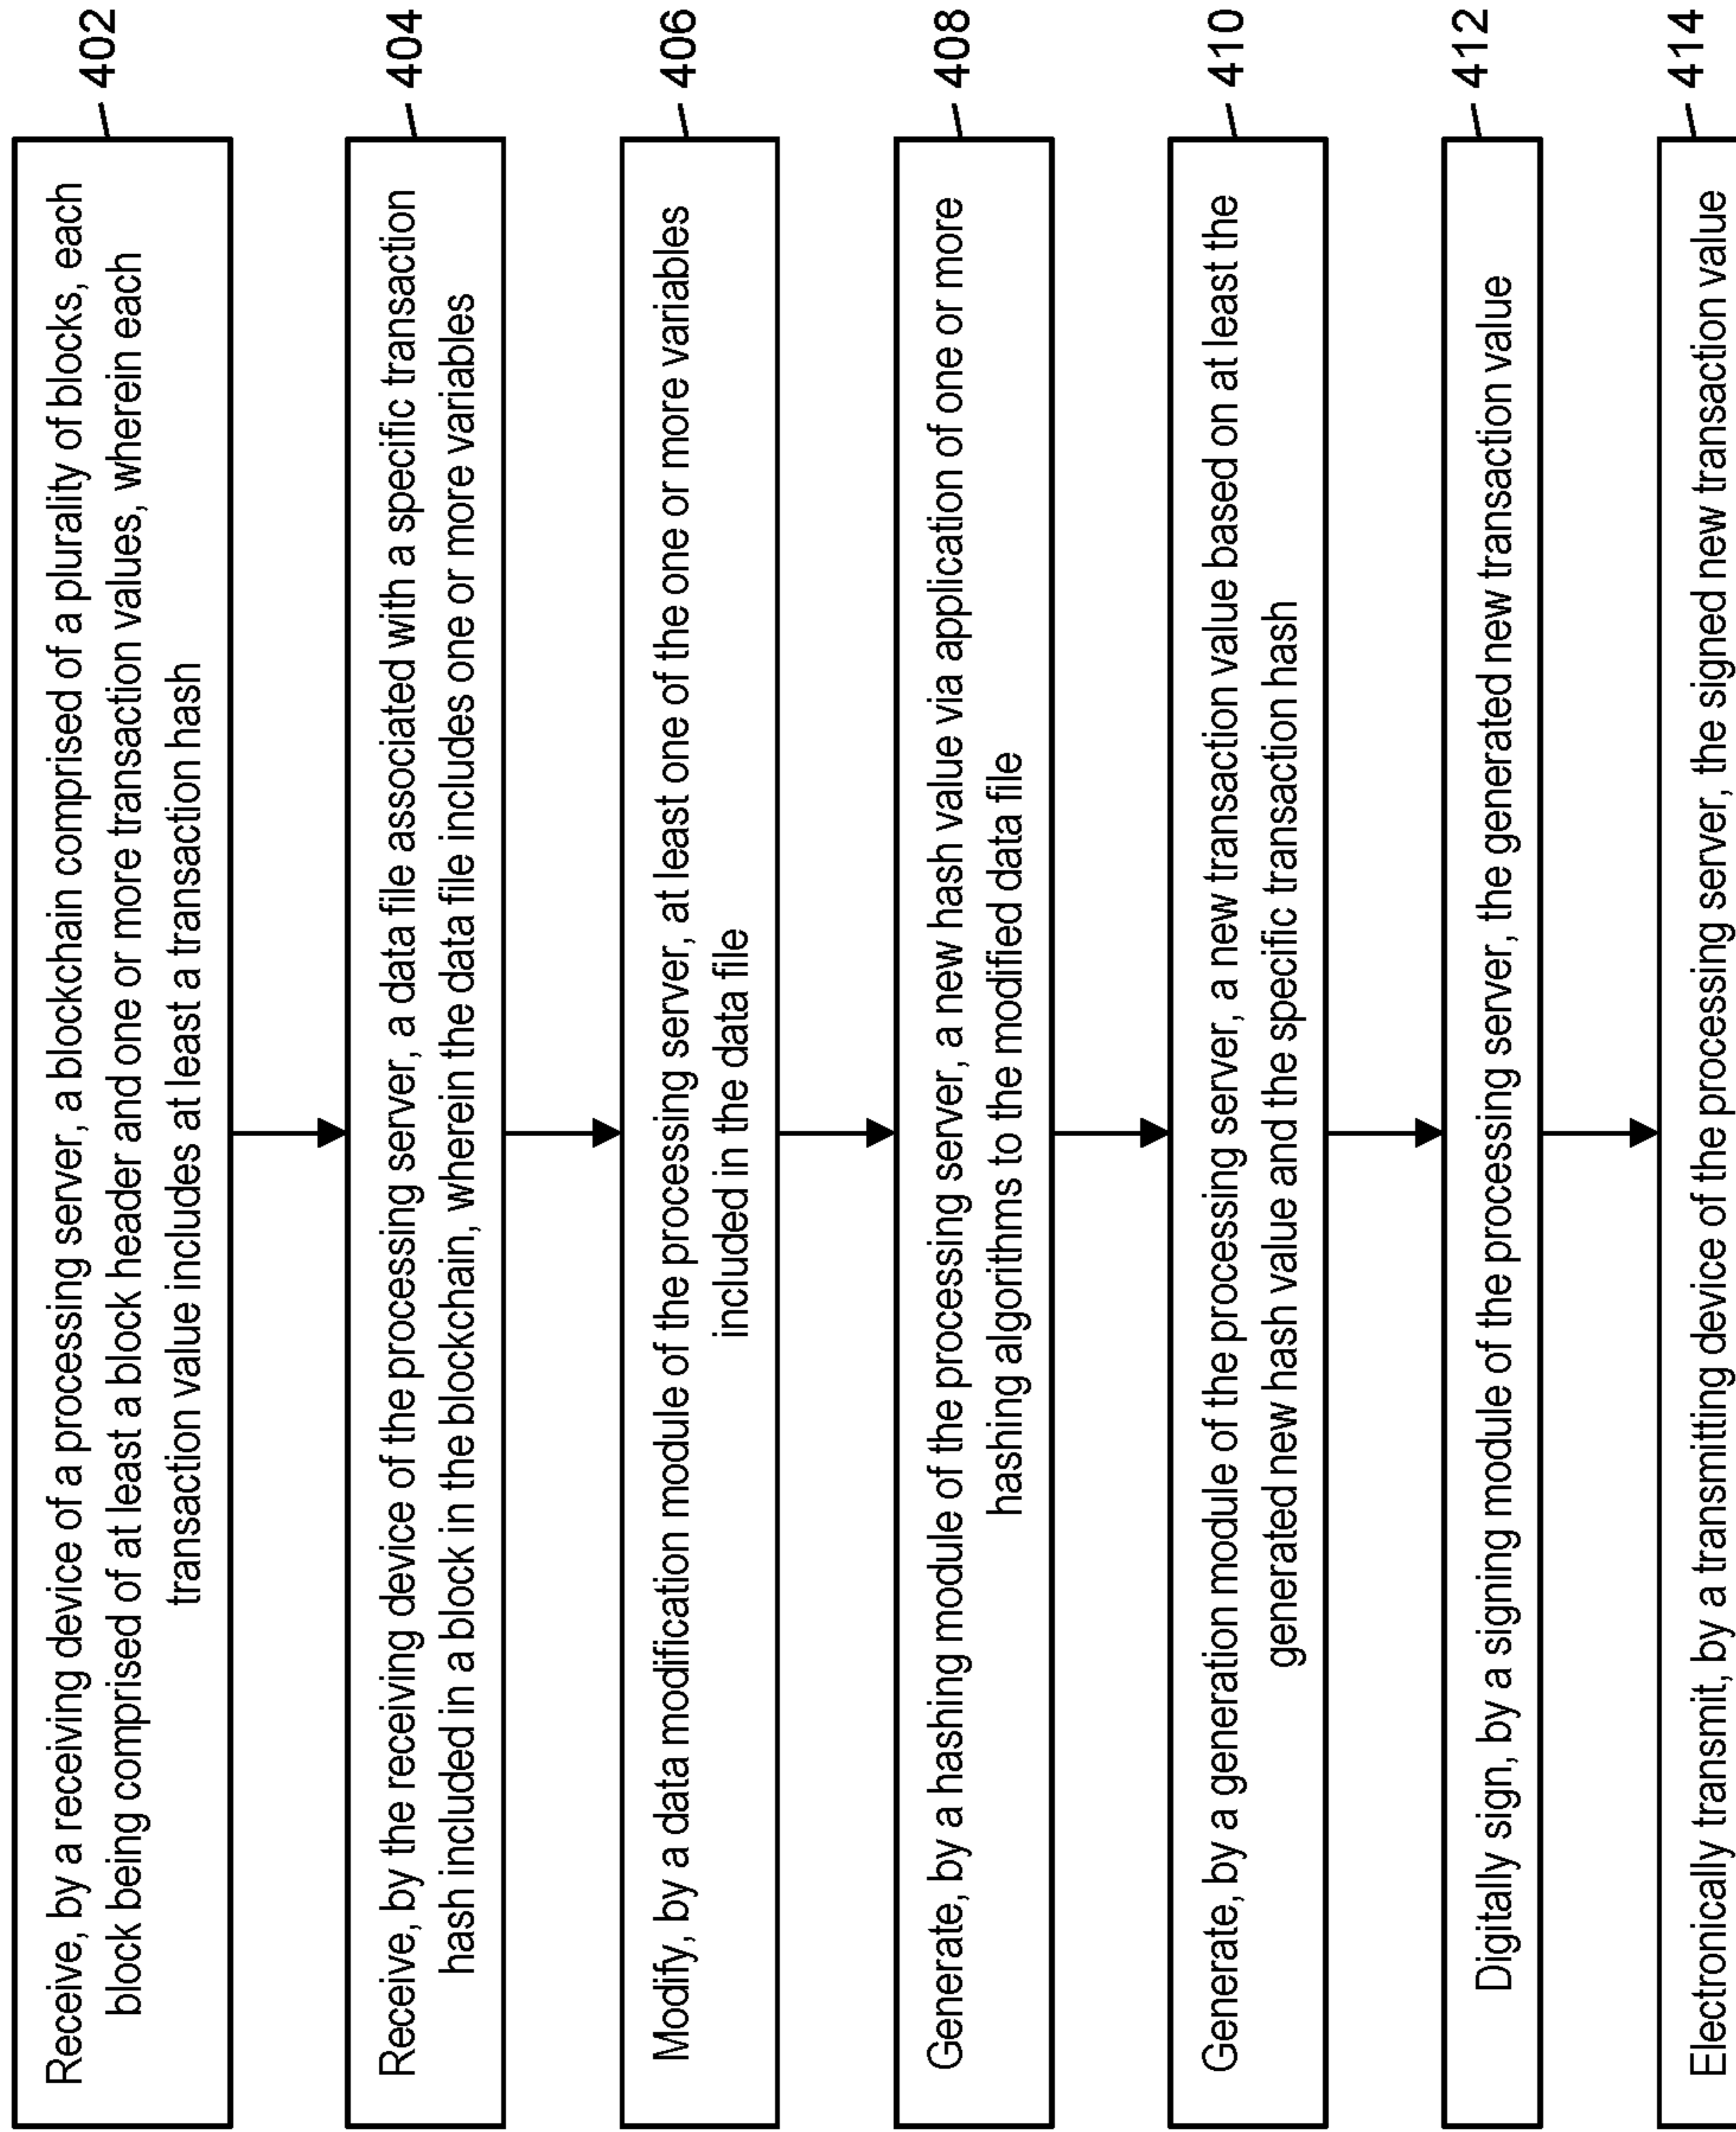 Receive, by a receiving device of a processing server, a blockchain comprised of a plurality of blocks, each
block being comprised of at least a block header and one or more transaction values, wherein each
transaction value includes at least a transaction hash
402
Receive, by the receiving device of the processing server, a data file associated with a specific transaction
hash included in a block in the blockchain, wherein the data file includes one or more variables
404
Modify, by a data modification module of the processing server, at least one of the one or more variables
included in the data file
406
Generate, by a hashing module of the processing server, a new hash value via application of one or more
hashing algorithms to the modified data file
408
Generate, by a generation module of the processing server, a new transaction value based on at least the
generated new hash value and the specific transaction hash
410
Digitally sign, by a signing module of the processing server, the generated new transaction value
412
Electronically transmit, by a transmitting device of the processing server, the signed new transaction value
414